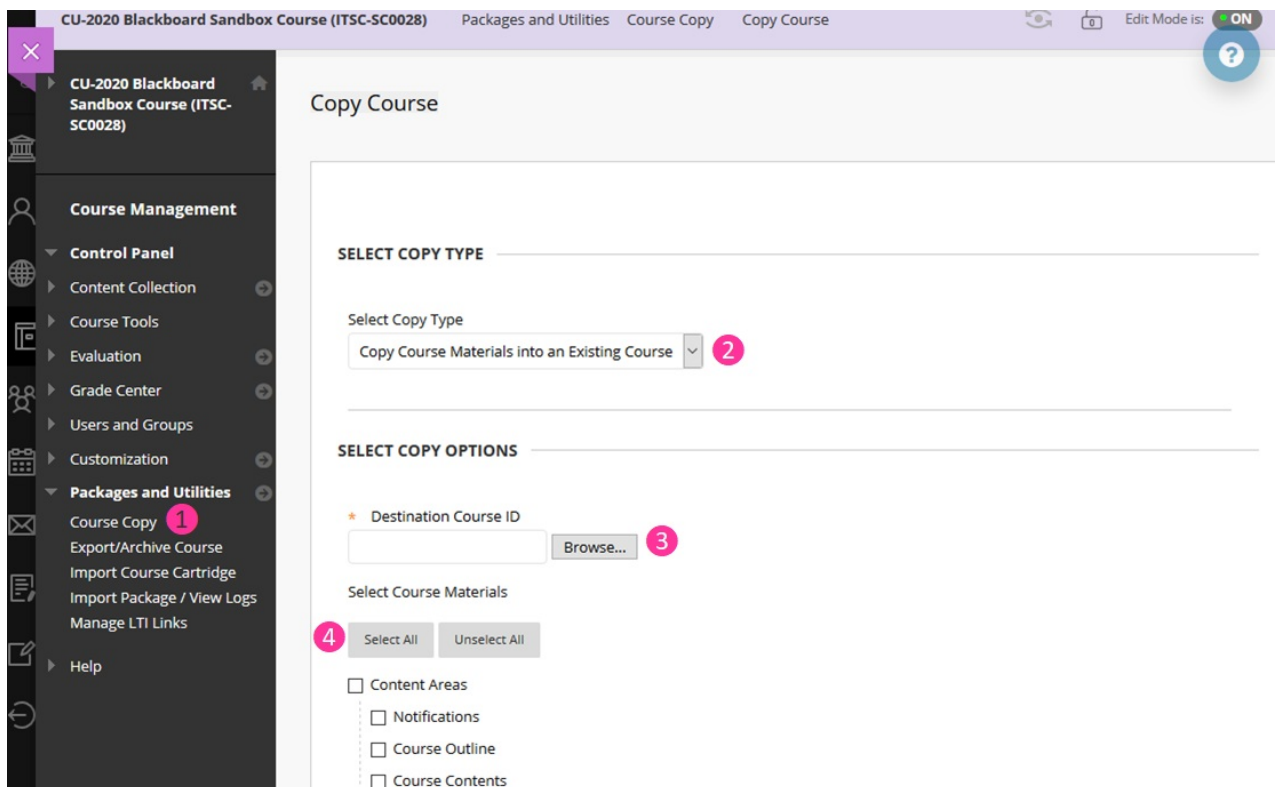 CU-2020 Blackboard Sandbox Course (ITSC-SC0028) Packages and Utilities Course Copy Copy Course 0 Edit Mode is: ON
?
CU-2020 Blackboard
Sandbox Course (ITSC-
SC0028)
Course Management
Control Panel
Content Collection
Course Tools
Evaluation
Grade Center
Users and Groups
Customization
Packages and Utilities
Course Copy 1
Export/Archive Course
Import Course Cartridge
Import Package / View Logs
Manage LTI Links
Help
Copy Course
SELECT COPY TYPE
Select Copy Type
Copy Course Materials into an Existing Course 2
SELECT COPY OPTIONS
* Destination Course ID
Browse... 3
Select Course Materials
4 Select All Unselect All
Content Areas
Notifications
Course Outline
Course Contents